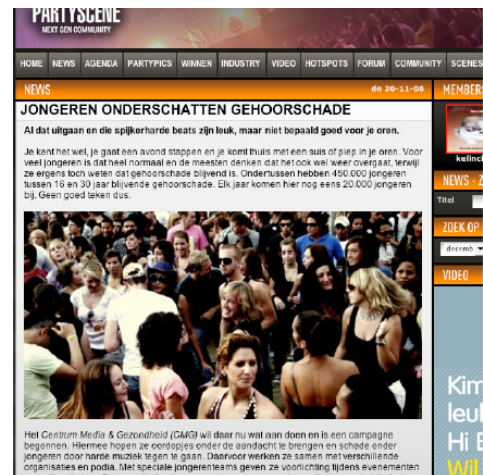 PARTYSCENE
NEXT GEN COMMUNITY
HOME NEWS AGENDA PARTYPICS WINNEN INDUSTRY VIDEO HOTSPOTS FORUM COMMUNITY SCENES
NEWS
do 20-11-08
MEMBERS
JONGEREN ONDERSCHATTEN GEHOORSCHADE
Al dat uitgaan en die spijkerharde beats zijn leuk, maar niet bepaald goed voor je oren.
Je kent het wel, je gaat een avond stappen en je komt thuis met een suis of piep in je oren. Voor
veel jongeren is dat heel normaal en de meesten denken dat het ook wel weer overgaat, terwijl
ze ergens toch weten dat gehoorschade blijvend is. Ondertussen hebben 450.000 jongeren
tussen 16 en 30 jaar blijvende gehoorschade. Elk jaar komen hier nog eens 20.000 jongeren
bij. Geen goed teken dus.
kelinci
NEWS - Z
Titel
ZOEK OP
decemb
VIDEO
Kim
leuk
Hi E
Wil
Het Centrum Media & Gezondheid (CMG) wil daar nu wat aan doen en is een campagne
begonnen. Hiermee hopen ze oordopjes onder de aandacht te brengen en schade onder
jongeren door harde muziek tegen te gaan. Daarvoor werken ze samen met verschillende
organisaties en podia. Met speciale jongerenteams geven ze voorlichting tijdens evenementen